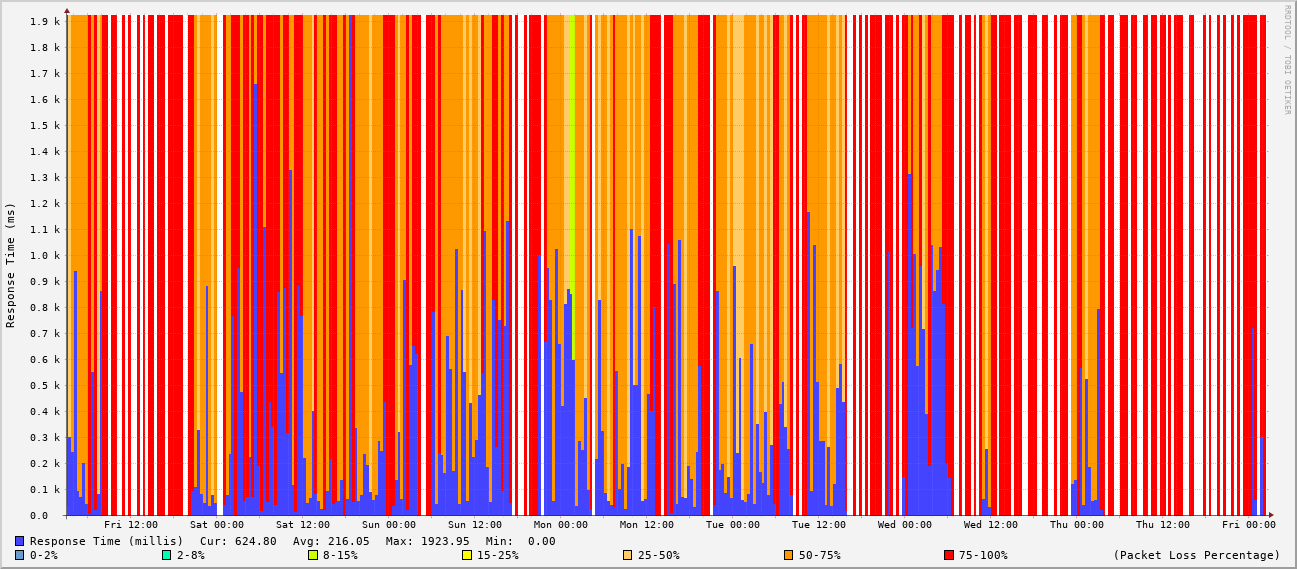 RRDTOOL / TOBI OETIKER
Response Time (ms)
1.9 k
1.8 k
1.7 k
1.6 k
1.5 k
1.4 k
1.3 k
1.2 k
1.1 k
1.0 k
0.9 k
0.8 k
0.7 k
0.6 k
0.5 k
0.4 k
0.3 k
0.2 k
0.1 k
0.0
Fri 12:00 Sat 00:00 Sat 12:00 Sun 00:00 Sun 12:00 Mon 00:00 Mon 12:00 Tue 00:00 Tue 12:00 Wed 00:00 Wed 12:00 Thu 00:00 Thu 12:00 Fri 00:00
Response Time (millis) Cur: 624.80 Avg: 216.05 Max: 1923.95 Min: 0.00
0-2% 2-8% 8-15% 15-25% 25-50% 50-75% 75-100% (Packet Loss Percentage)